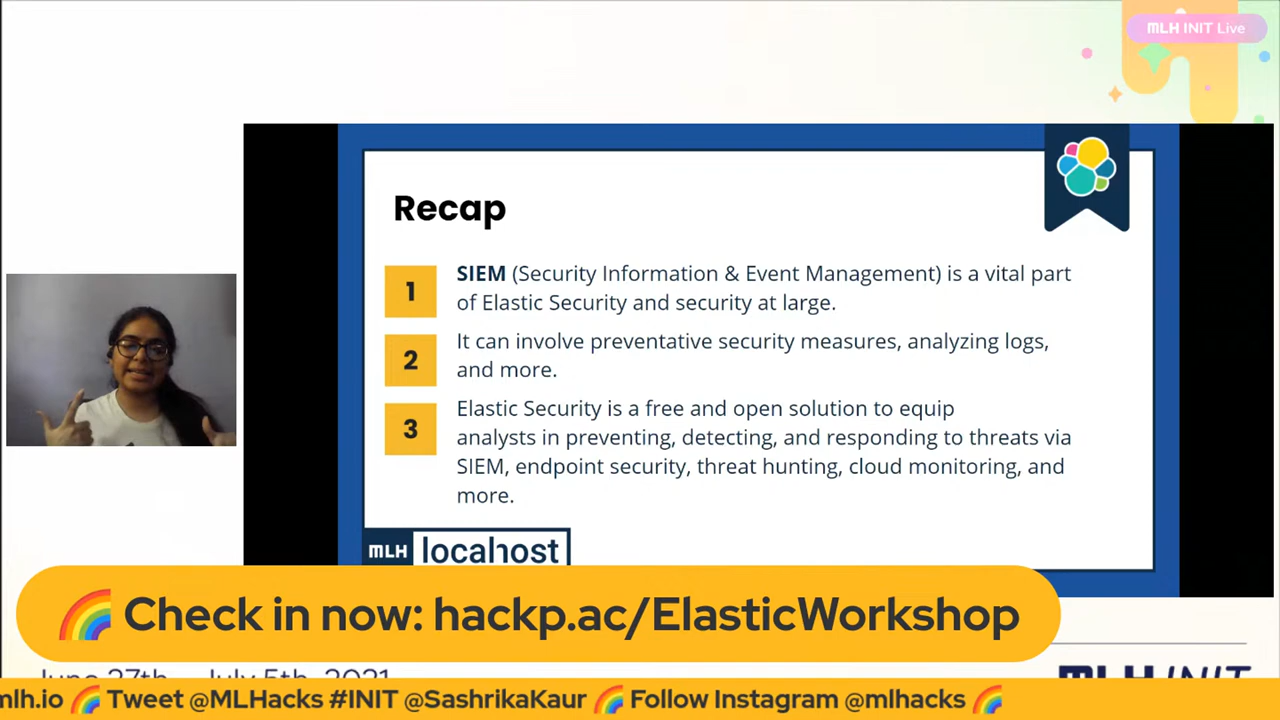 MLH INIT Live
Recap
1
SIEM (Security Information & Event Management) is a vital part
of Elastic Security and security at large.
2
It can involve preventative security measures, analyzing logs,
and more.
3
Elastic Security is a free and open solution to equip
analysts in preventing, detecting, and responding to threats via
SIEM, endpoint security, threat hunting, cloud monitoring, and
more.
MLH localhost
🌈 Check in now: hackp.ac/ElasticWorkshop
June 27th - July 5th, 2021
MLH INIT
mlh.io 🌈 Tweet @MLHacks #INIT @SashrikaKaur 🌈 Follow Instagram @mlhacks 🌈